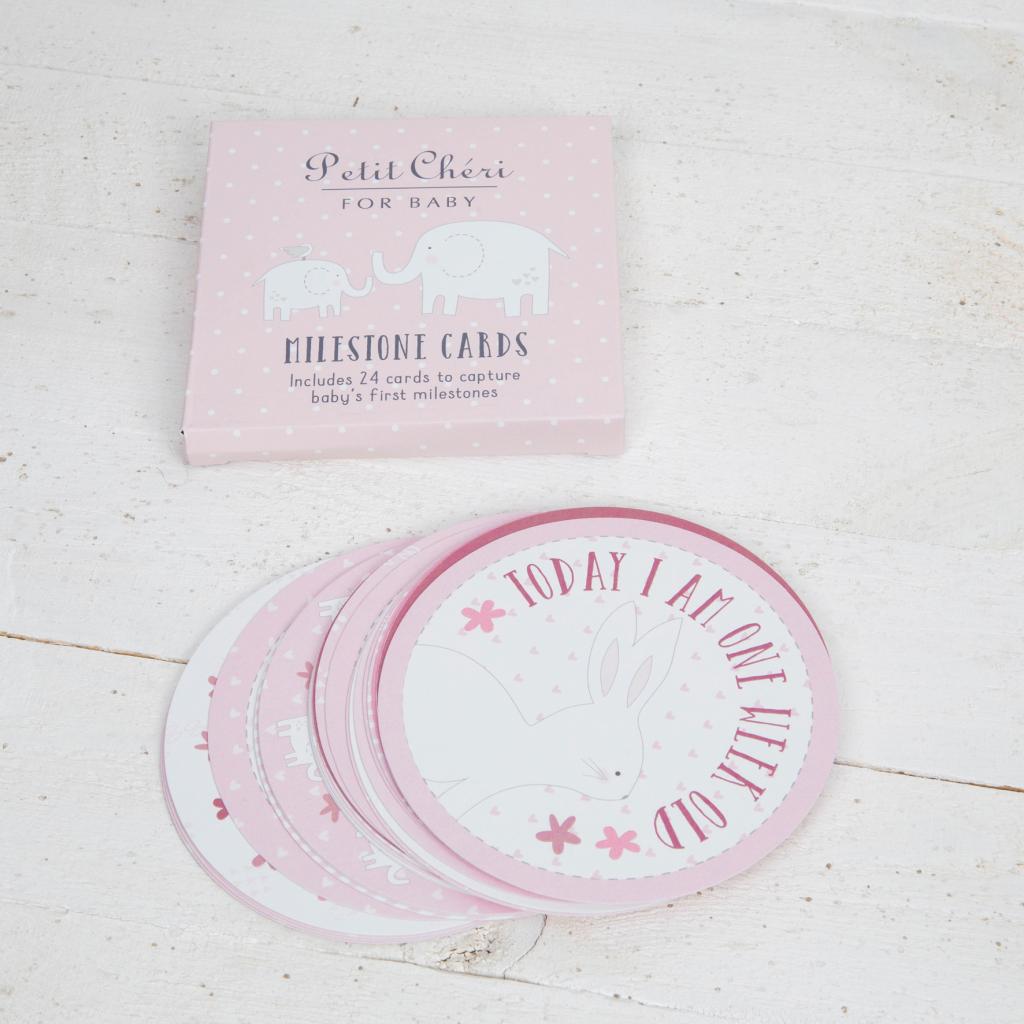 Petit Chéri
FOR BABY
MILESTONE CARDS
Includes 24 cards to capture
baby's first milestones
TODAY I AM ONE WEEK OLD